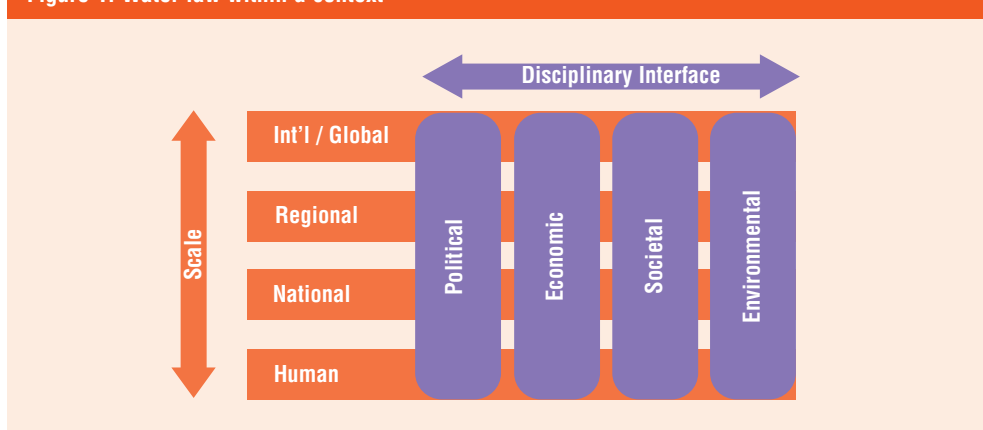 Disciplinary Interface
Int'l / Global
Regional
National
Human
Scale
Political
Economic
Societal
Environmental